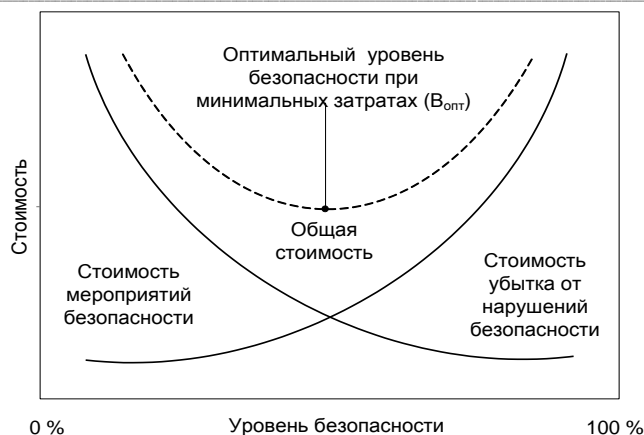 Оптимальный уровень
безопасности при
минимальных затратах (Bопт)
Стоимость
Общая
стоимость
Стоимость
мероприятий
безопасности
Стоимость
убытка от
нарушений
безопасности
0 %
Уровень безопасности
100 %